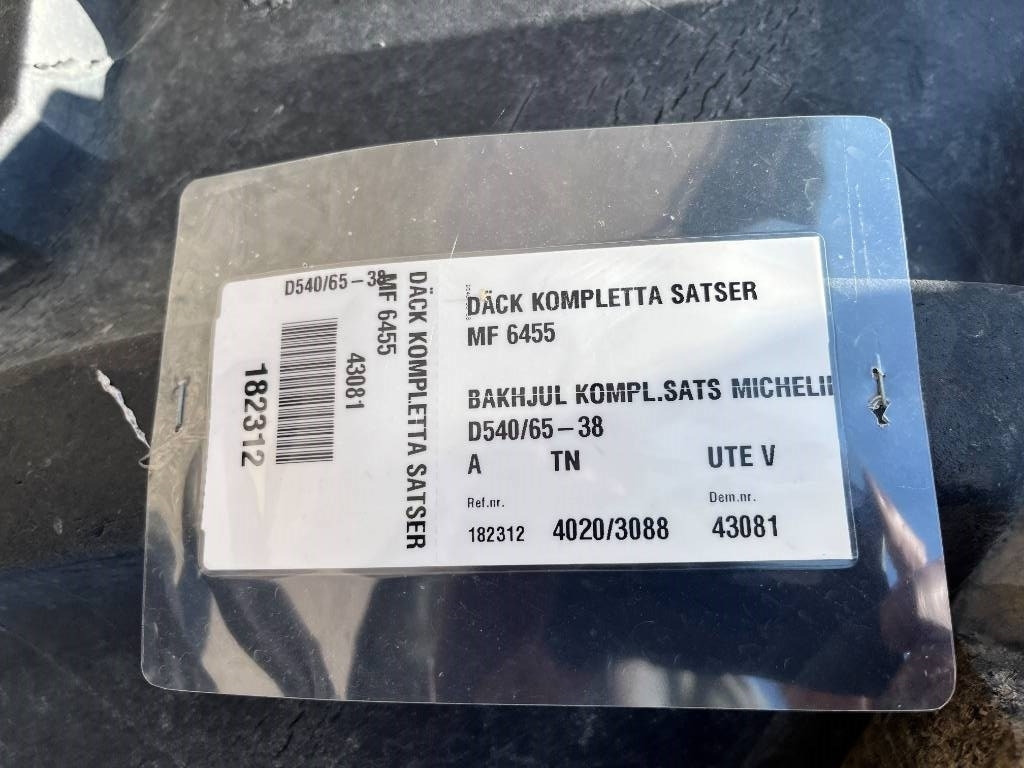 D540/65-38
MF 6455
DÄCK KOMPLETTA SATSER
43081
182312
DÄCK KOMPLETTA SATSER
MF 6455
BAKHJUL KOMPL.SATS MICHELI
D540/65-38
A TN UTE V
Ref.nr. Dem.nr.
182312 4020/3088 43081